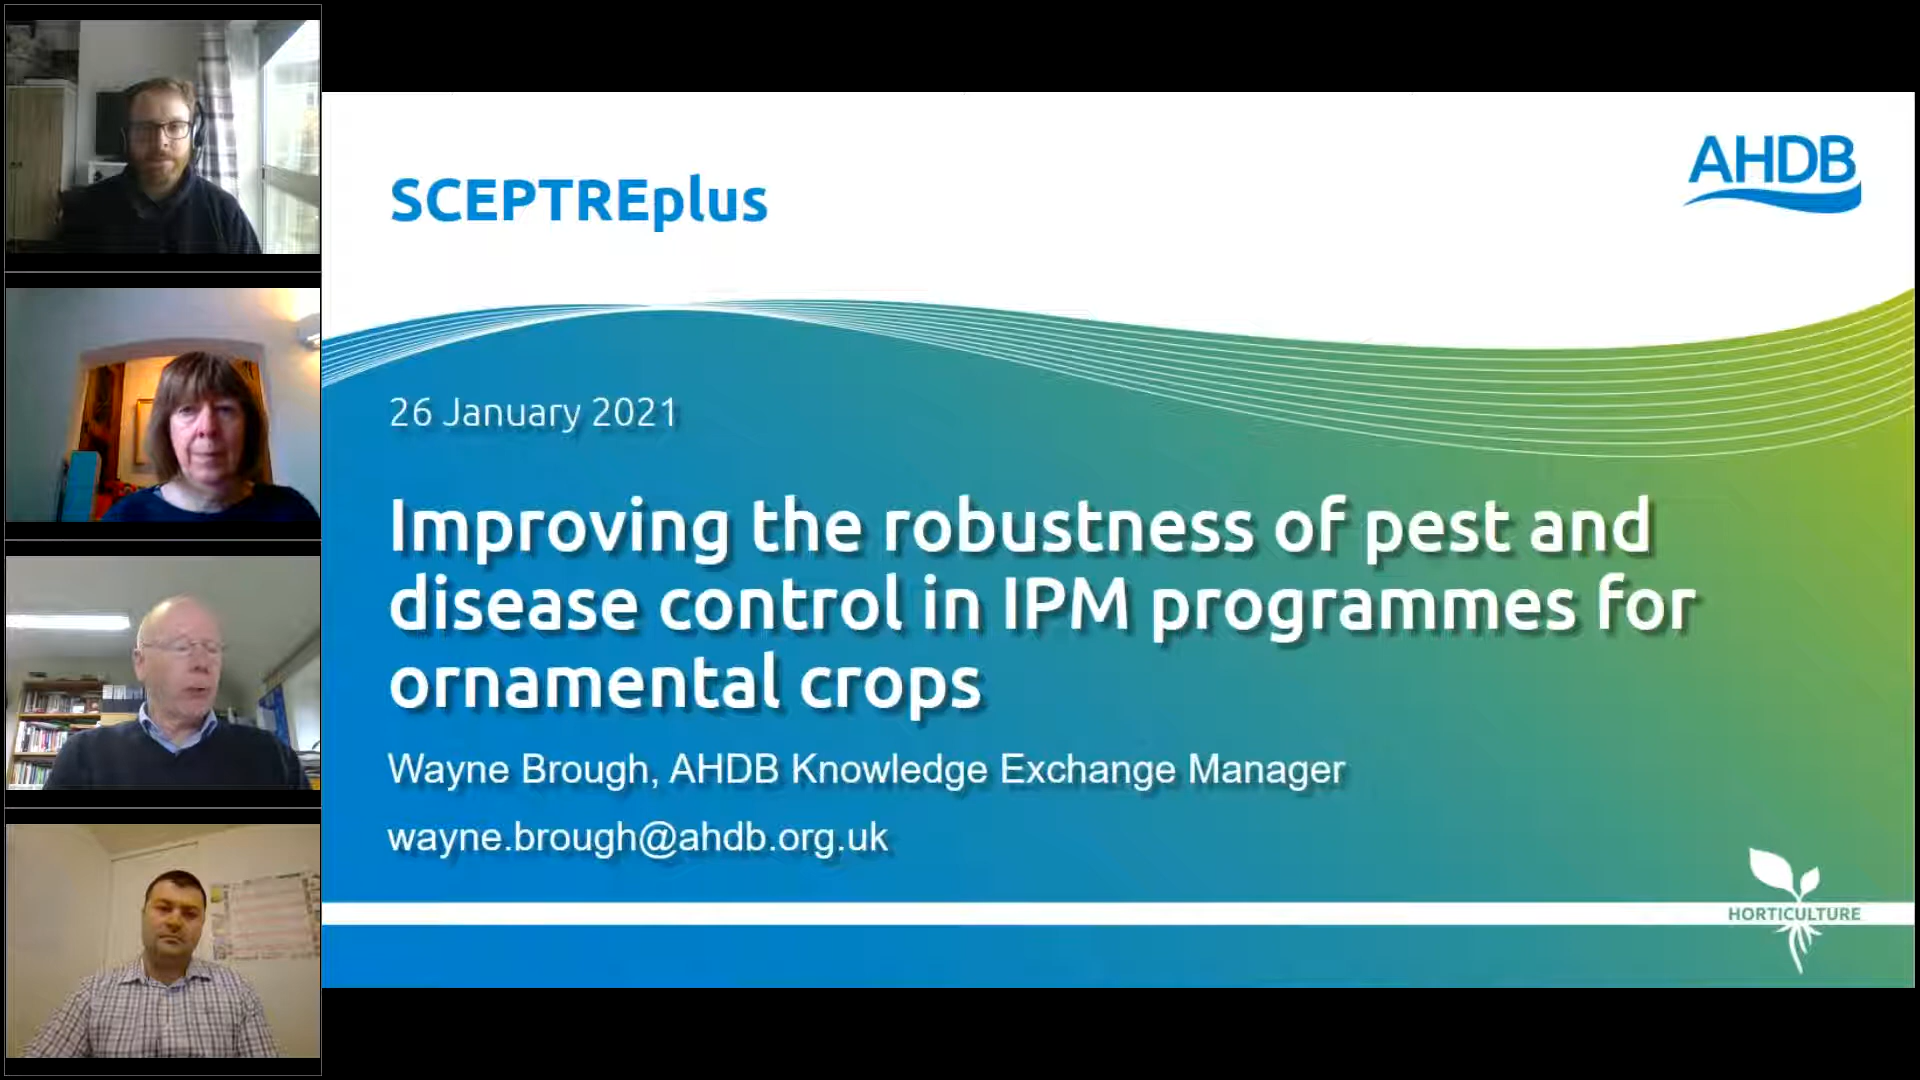 SCEPTREplus
AHDB
26 January 2021
Improving the robustness of pest and
disease control in IPM programmes for
ornamental crops
Wayne Brough, AHDB Knowledge Exchange Manager
wayne.brough@ahdb.org.uk
HORTICULTURE